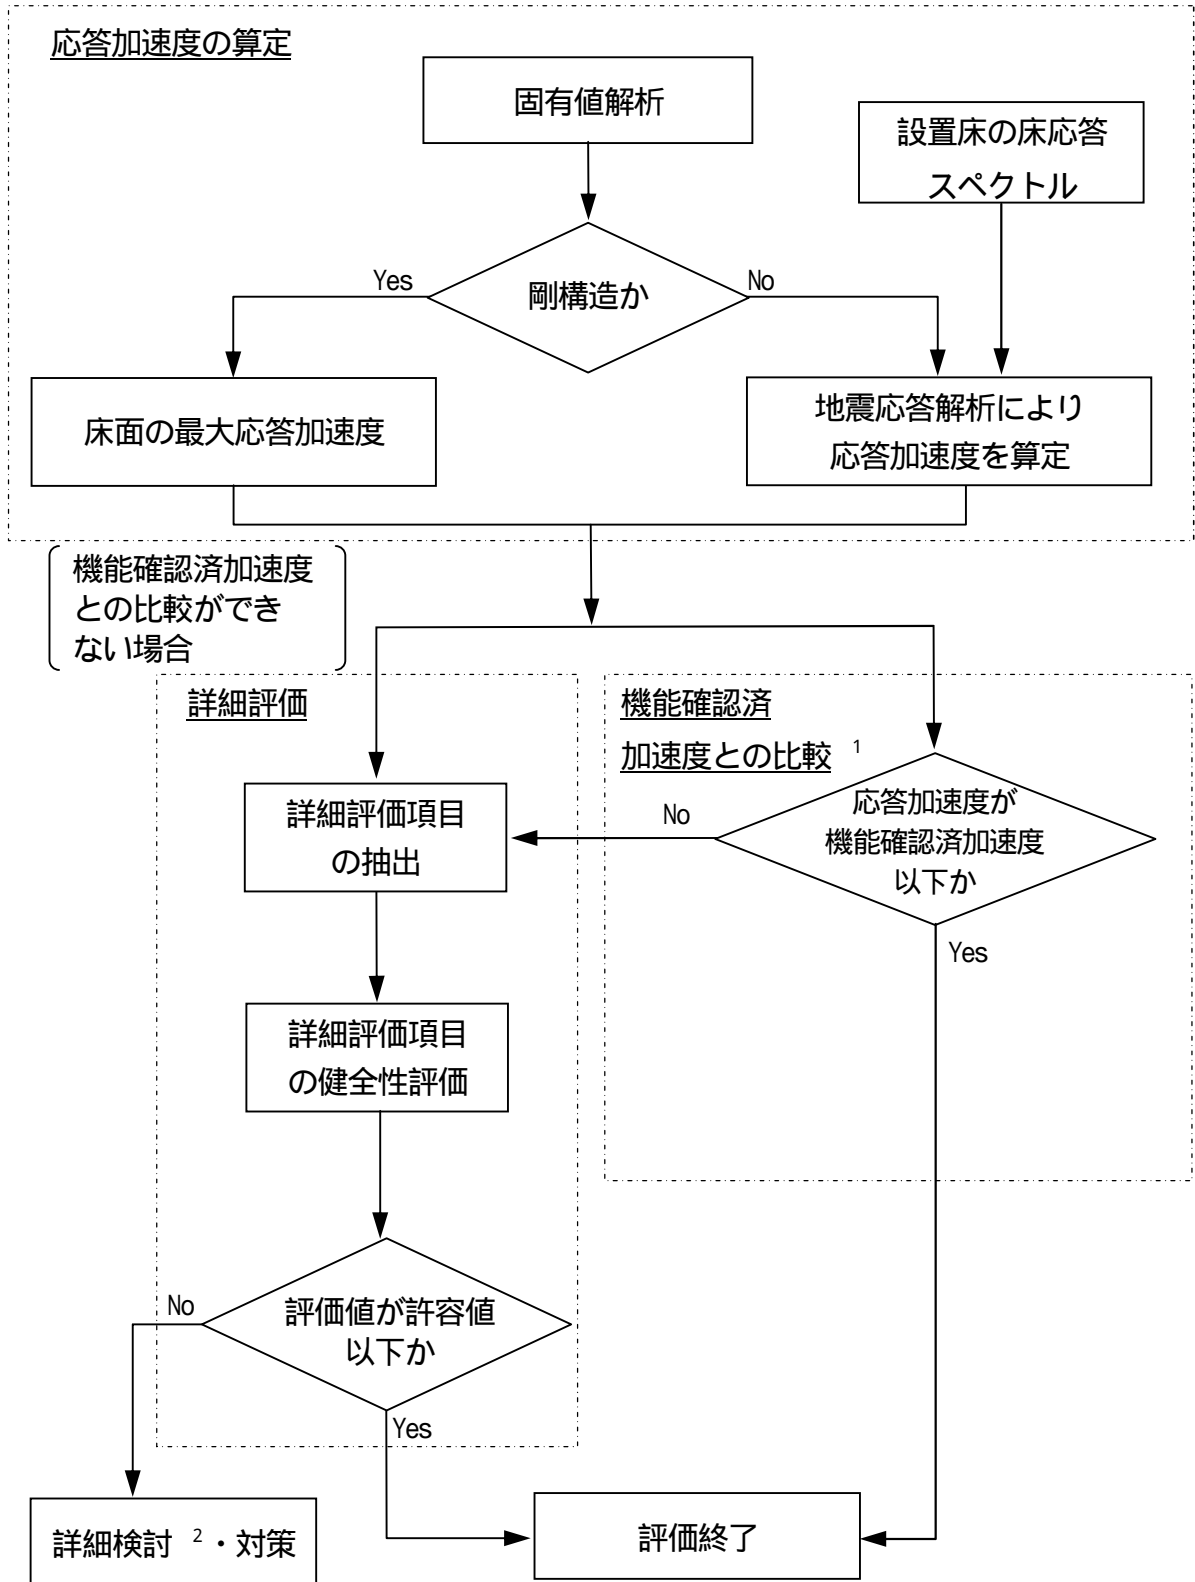 応答加速度の算定
固有値解析
設置床の床応答
スペクトル
Yes
剛構造か
No
床面の最大応答加速度
地震応答解析により
応答加速度を算定
機能確認済加速度
との比較ができ
ない場合
詳細評価
機能確認済
加速度との比較 1
詳細評価項目
の抽出
No
応答加速度が
機能確認済加速度
以下か
Yes
詳細評価項目
の健全性評価
No
評価値が許容値
以下か
Yes
詳細検討 2・対策
評価終了